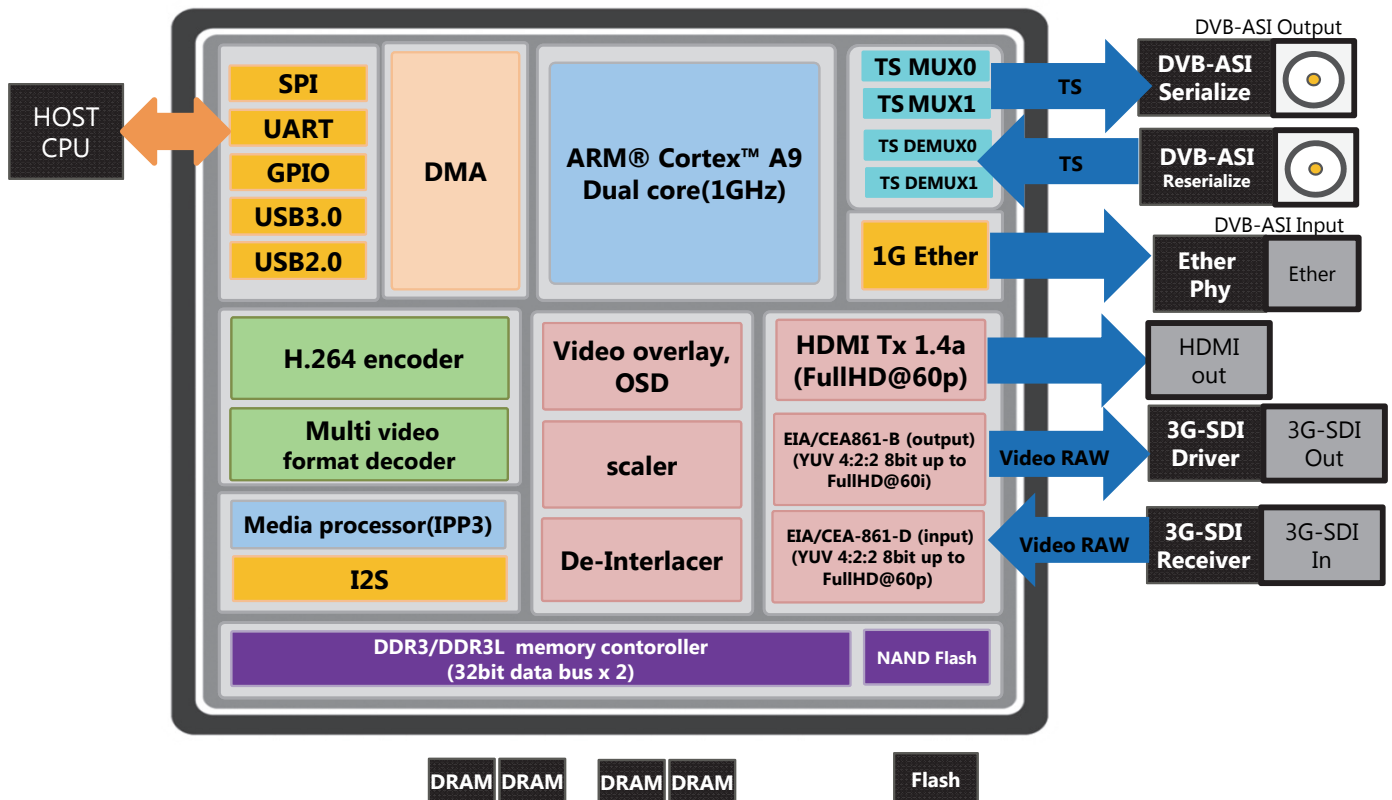 DVB-ASI Output
HOST
CPU
SPI
UART
GPIO
USB3.0
USB2.0
DMA
ARM® Cortex™ A9
Dual core(1GHz)
TS MUX0
TS MUX1
TS DEMUX0
TS DEMUX1
TS
TS
DVB-ASI
Serialize
DVB-ASI
Reserialize
DVB-ASI Input
1G Ether
Ether
Phy
Ether
H.264 encoder
Multi video
format decoder
Video overlay,
OSD
scaler
De-Interlacer
HDMI Tx 1.4a
(FullHD@60p)
HDMI
out
EIA/CEA861-B (output)
(YUV 4:2:2 8bit up to
FullHD@60i)
Video RAW
3G-SDI
Driver
3G-SDI
Out
EIA/CEA-861-D (input)
(YUV 4:2:2 8bit up to
FullHD@60p)
Video RAW
3G-SDI
Receiver
3G-SDI
In
Media processor(IPP3)
I2S
DDR3/DDR3L memory contoroller
(32bit data bus x 2)
NAND Flash
DRAM
DRAM
DRAM
DRAM
Flash